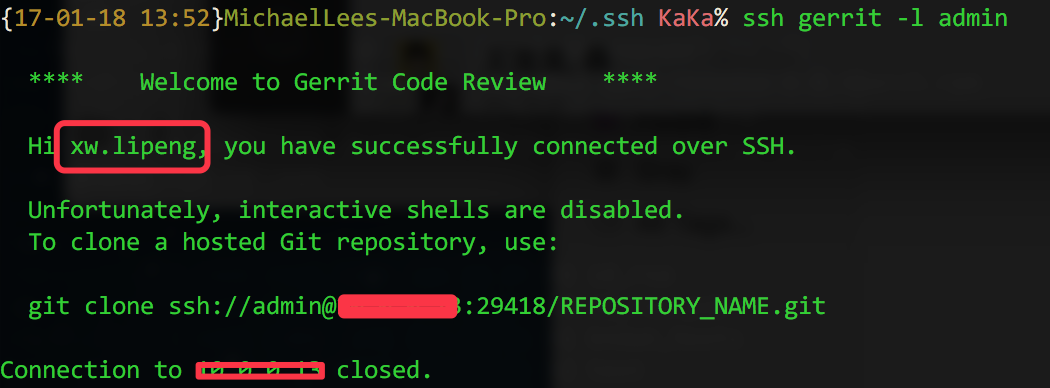 {17-01-18 13:52}MichaelLees-MacBook-Pro:~/.ssh KaKa% ssh gerrit -l admin
**** Welcome to Gerrit Code Review ****
Hi xw.lipeng, you have successfully connected over SSH.
Unfortunately, interactive shells are disabled.
To clone a hosted Git repository, use:
git clone ssh://admin@ :29418/REPOSITORY_NAME.git
Connection to closed.